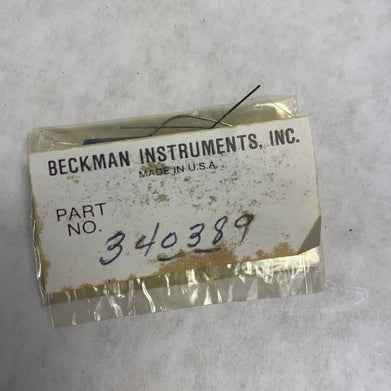 BECKMAN INSTRUMENTS, INC.
MADE IN U.S.A.
PART
NO.
340389